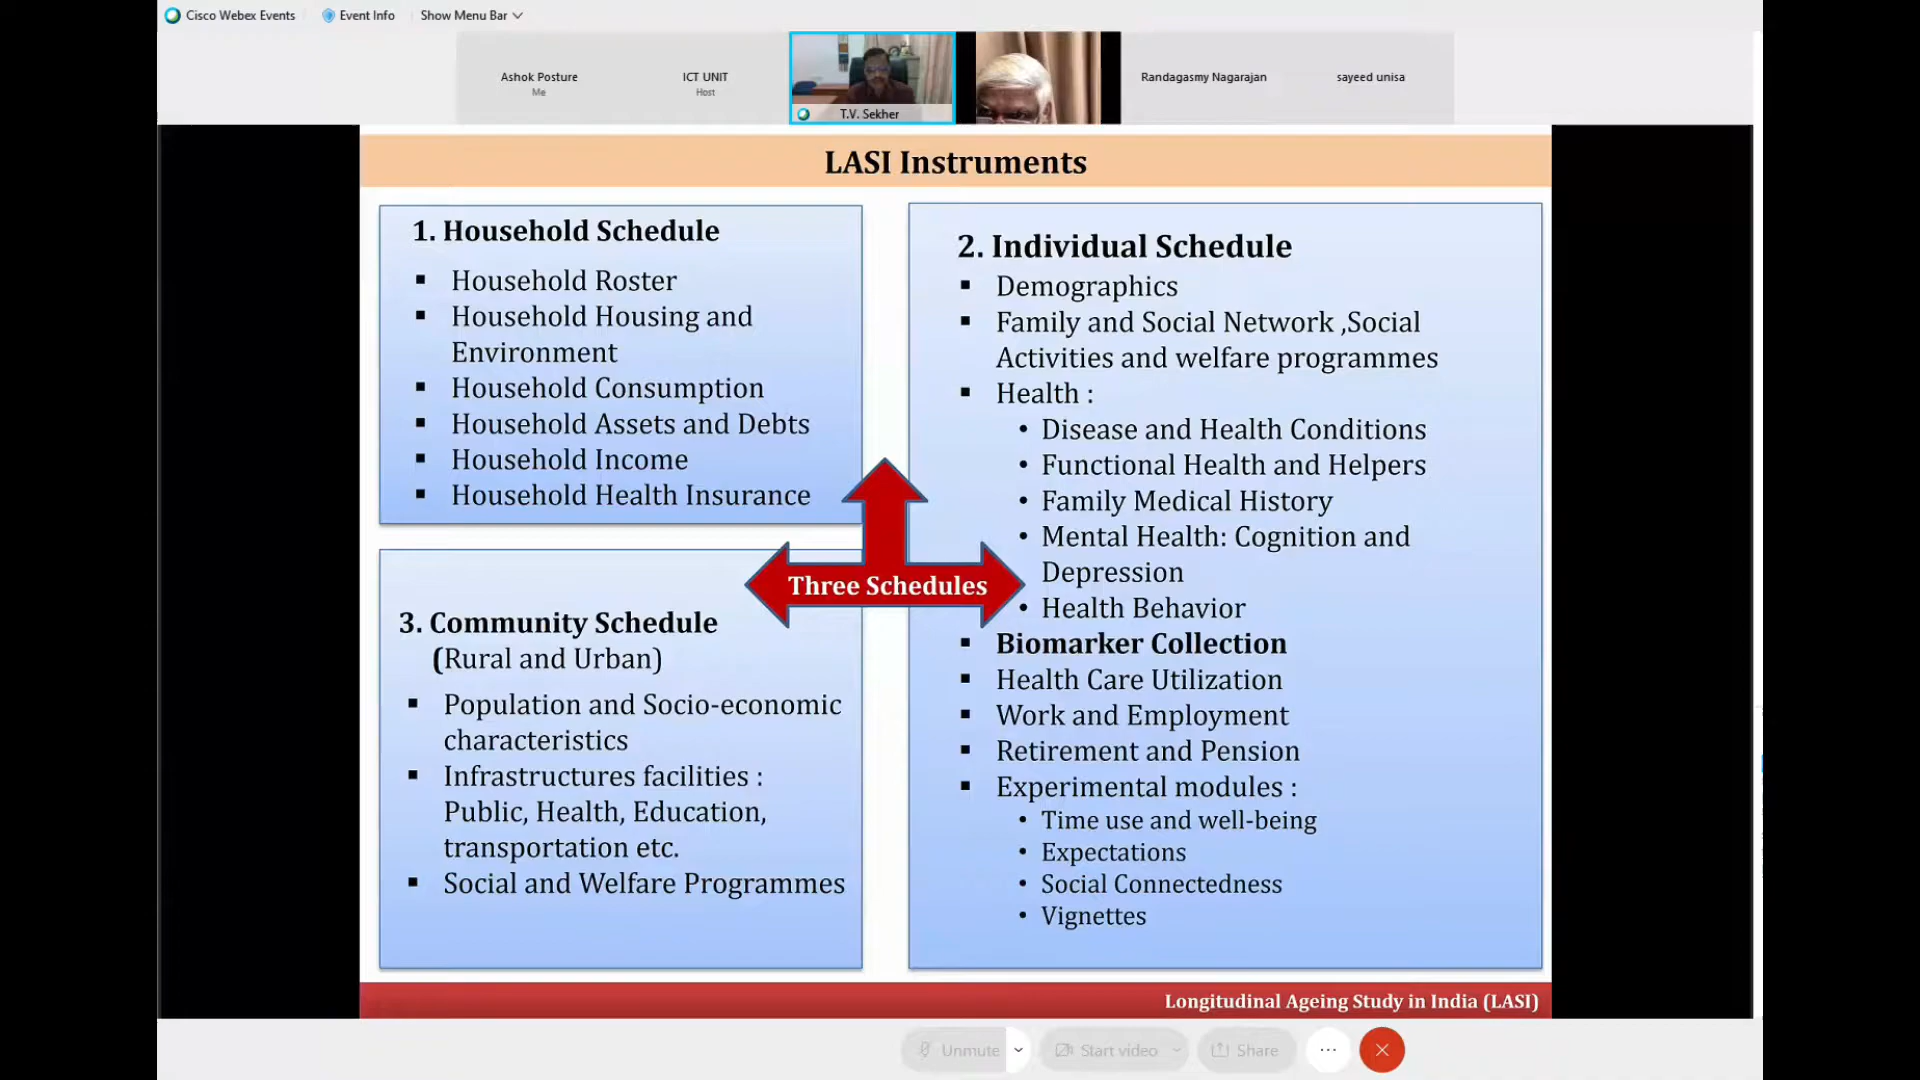 Cisco Webex Events
Event Info
Show Menu Bar
Ashok Posture
Me
ICT UNIT
Host
T.V. Sekher
Randagasmy Nagarajan
sayeed unisa
LASI Instruments
1. Household Schedule
Household Roster
Household Housing and
Environment
Household Consumption
Household Assets and Debts
Household Income
Household Health Insurance
2. Individual Schedule
Demographics
Family and Social Network ,Social
Activities and welfare programmes
Health :
Disease and Health Conditions
Functional Health and Helpers
Family Medical History
Mental Health: Cognition and
Depression
Health Behavior
Biomarker Collection
Health Care Utilization
Work and Employment
Retirement and Pension
Experimental modules :
Time use and well-being
Expectations
Social Connectedness
Vignettes
Three Schedules
3. Community Schedule
(Rural and Urban)
Population and Socio-economic
characteristics
Infrastructures facilities :
Public, Health, Education,
transportation etc.
Social and Welfare Programmes
Longitudinal Ageing Study in India (LASI)
Unmute
Start video
Share